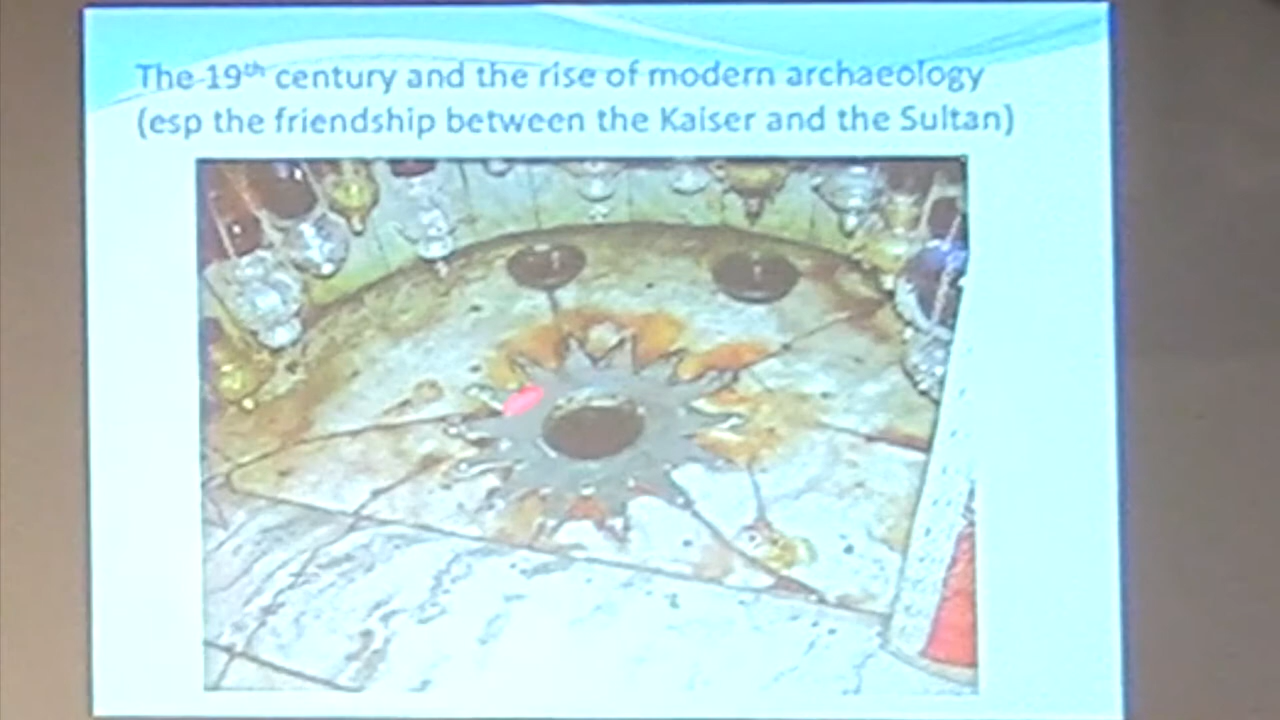 The 19th century and the rise of modern archaeology
(esp the friendship between the Kaiser and the Sultan)